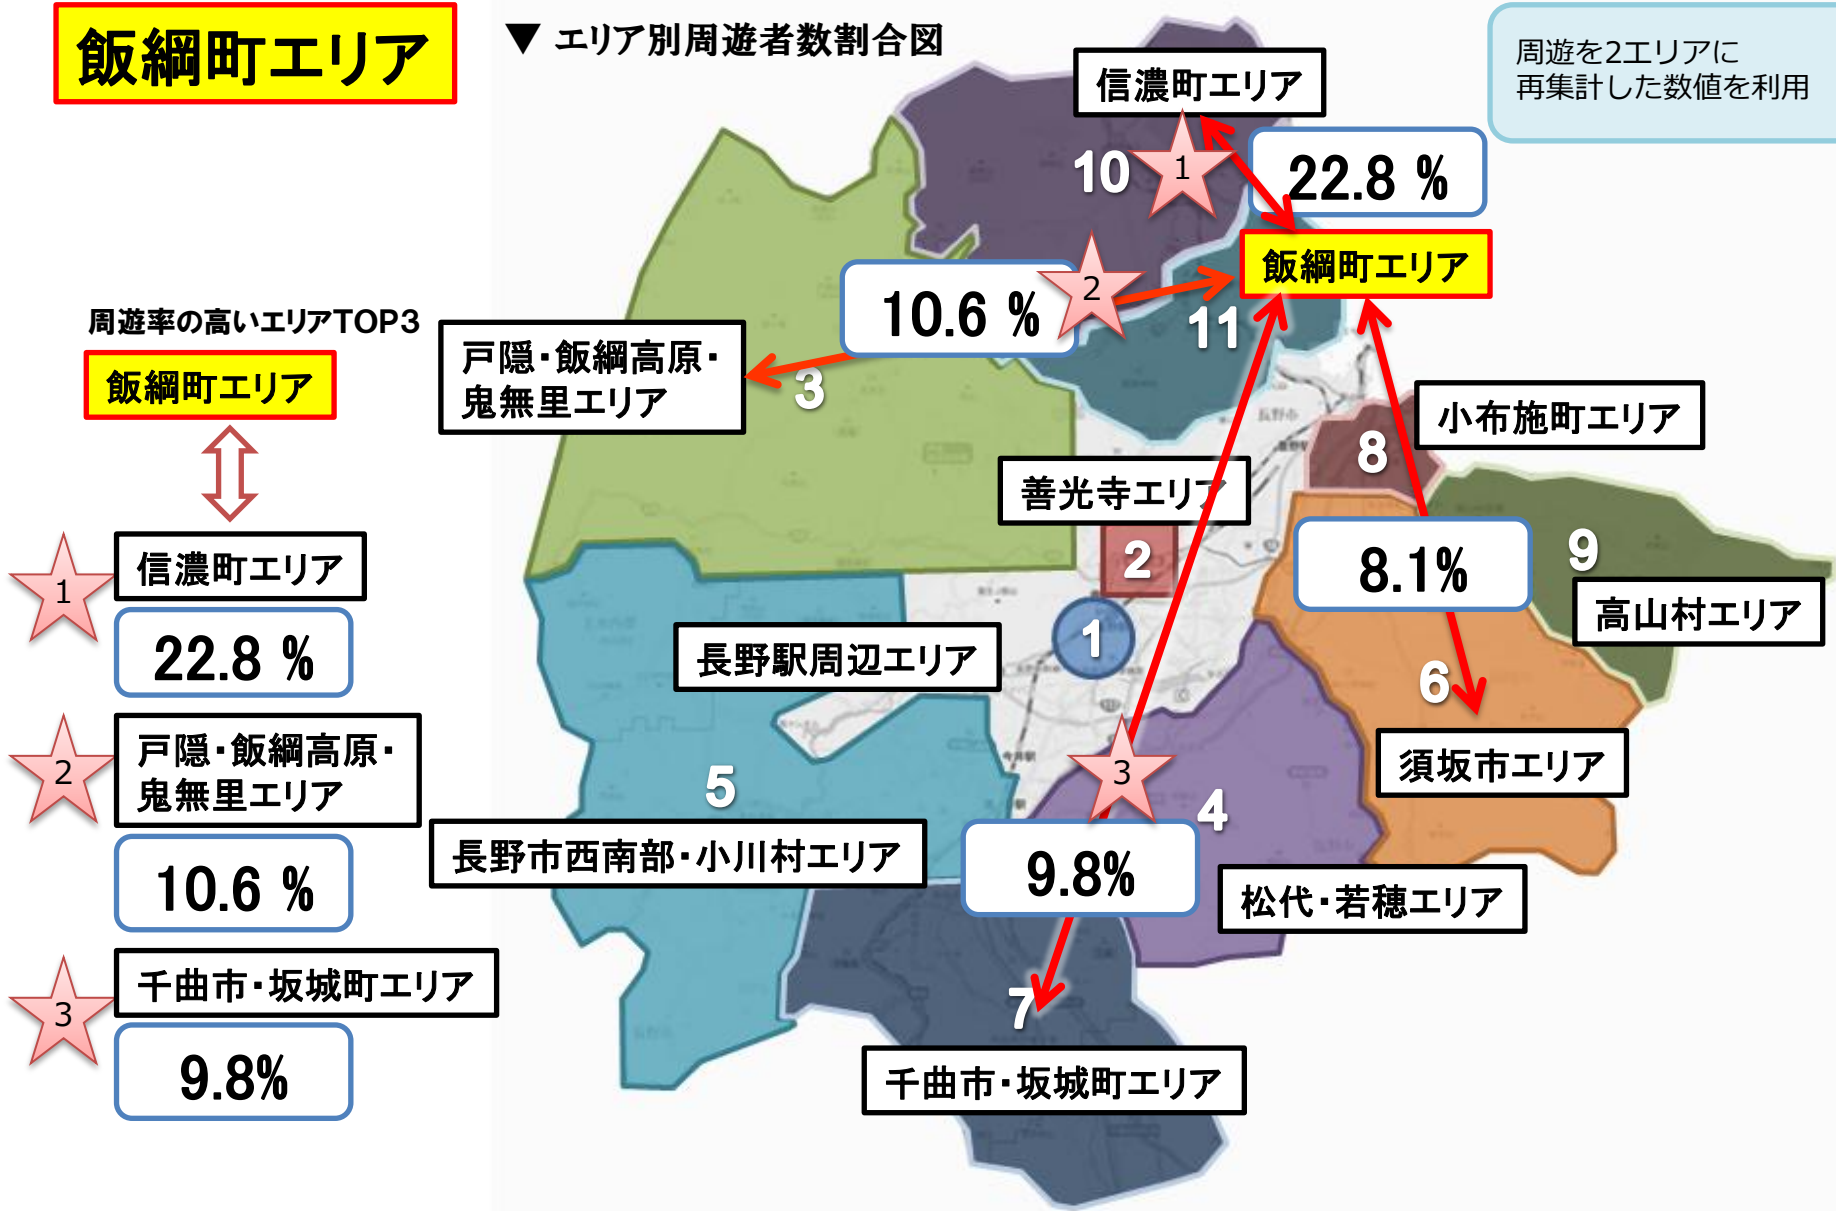 飯綱町エリア
▼ エリア別周遊者数割合図
周遊を2エリアに
再集計した数値を利用
周遊率の高いエリアTOP3
飯綱町エリア
1
信濃町エリア
22.8 %
2
戸隠・飯綱高原・
鬼無里エリア
10.6 %
3
千曲市・坂城町エリア
9.8%
信濃町エリア
10
1
22.8 %
飯綱町エリア
2
10.6 %
11
戸隠・飯綱高原・
鬼無里エリア
3
小布施町エリア
8
善光寺エリア
2
8.1%
9
高山村エリア
長野駅周辺エリア
1
6
須坂市エリア
5
長野市西南部・小川村エリア
3
4
9.8%
松代・若穂エリア
7
千曲市・坂城町エリア